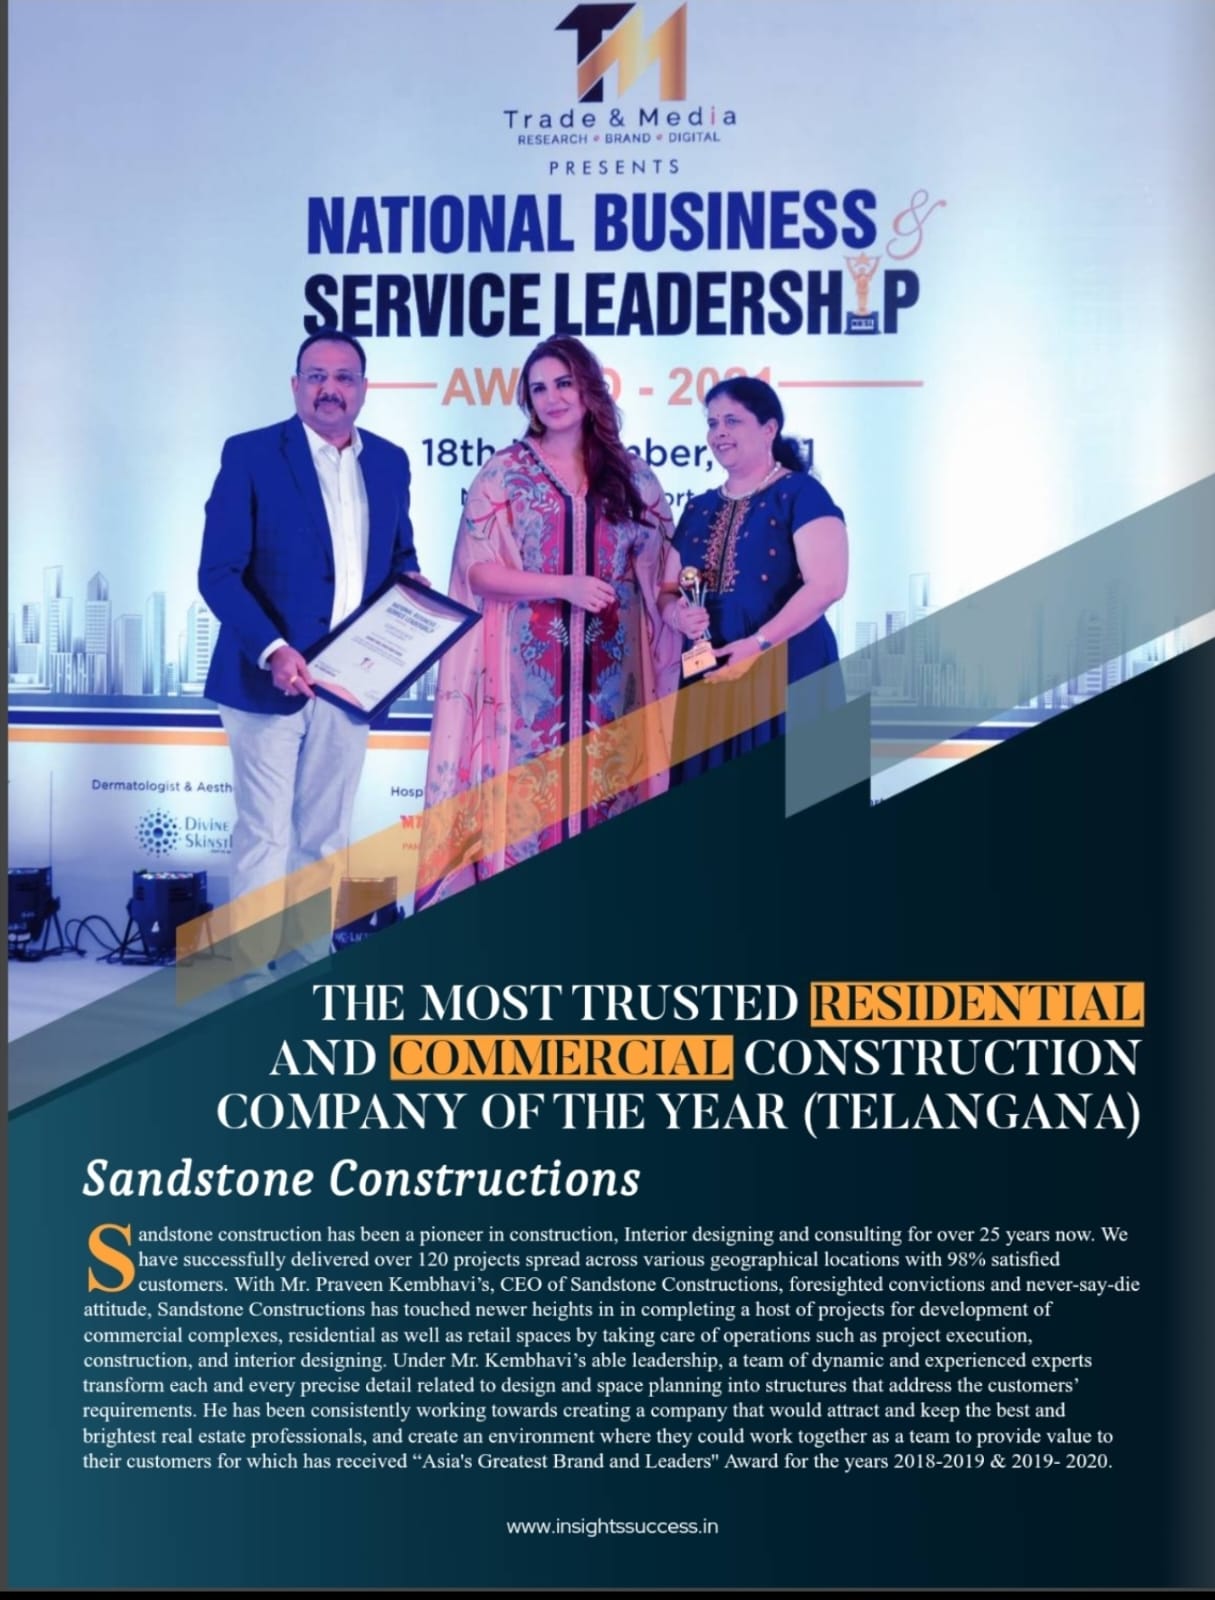 TM
Trade & Media
RESEARCH • BRAND • DIGITAL
PRESENTS
NATIONAL BUSINESS &
SERVICE LEADERSHIP
AW D - 2021
18th ber, 1
ort
NATIONAL BUSINESS
SERVICE LEADERSHIP
Dermatologist & Aesth
Hosp
DIVINE
SKINST
THE MOST TRUSTED RESIDENTIAL
AND COMMERCIAL CONSTRUCTION
COMPANY OF THE YEAR (TELANGANA)
Sandstone Constructions
Sandstone construction has been a pioneer in construction, Interior designing and consulting for over 25 years now. We
have successfully delivered over 120 projects spread across various geographical locations with 98% satisfied
customers. With Mr. Praveen Kembhavi’s, CEO of Sandstone Constructions, foresighted convictions and never-say-die
attitude, Sandstone Constructions has touched newer heights in in completing a host of projects for development of
commercial complexes, residential as well as retail spaces by taking care of operations such as project execution,
construction, and interior designing. Under Mr. Kembhavi’s able leadership, a team of dynamic and experienced experts
transform each and every precise detail related to design and space planning into structures that address the customers’
requirements. He has been consistently working towards creating a company that would attract and keep the best and
brightest real estate professionals, and create an environment where they could work together as a team to provide value to
their customers for which has received “Asia's Greatest Brand and Leaders" Award for the years 2018-2019 & 2019- 2020.
www.insightssuccess.in